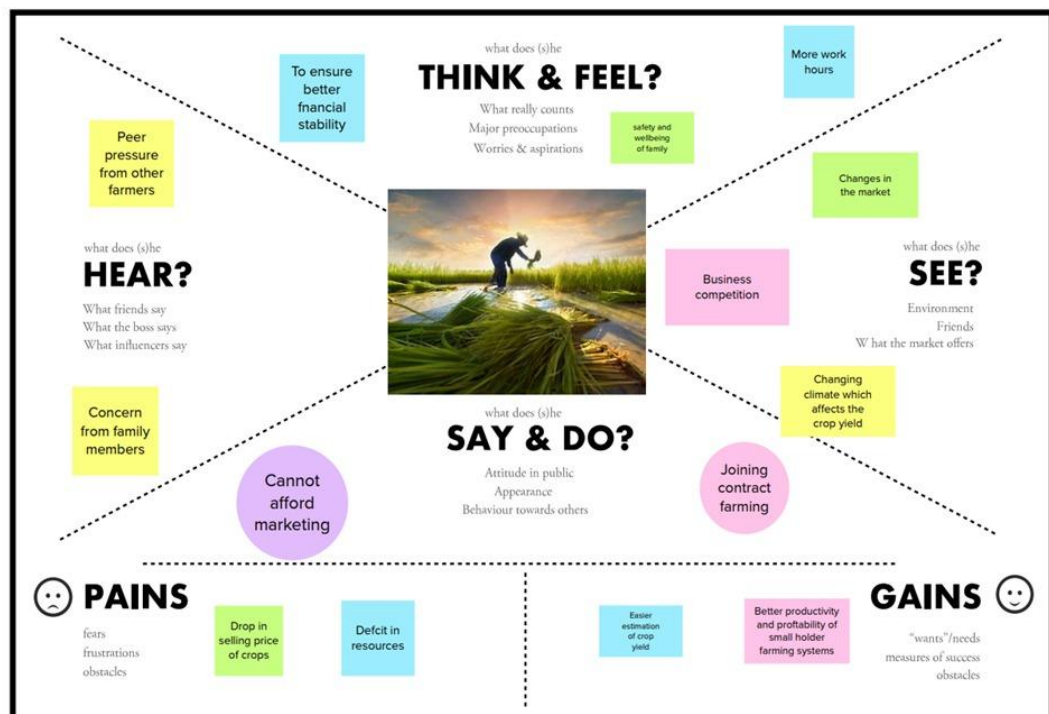 what does (s)he
THINK & FEEL?
What really counts
Major preoccupations
Worries & aspirations
To ensure
better
fnancial
stability
safety and
wellbeing
of family
More work
hours
Peer
pressure
from other
farmers
what does (s)he
HEAR?
What friends say
What the boss says
What influencers say
Concern
from family
members
Changes in
the market
Business
competition
what does (s)he
SEE?
Environment
Friends
W hat the market offers
Changing
climate which
affects the
crop yield
what does (s)he
SAY & DO?
Attitude in public
Appearance
Behaviour towards others
Cannot
afford
marketing
Joining
contract
farming
PAINS
fears
frustrations
obstacles
Drop in
selling price
of crops
Defcit in
resources
Easier
estimation
of crop
yield
Better productivity
and proftability of
small holder
farming systems
GAINS
“wants”/needs
measures of success
obstacles